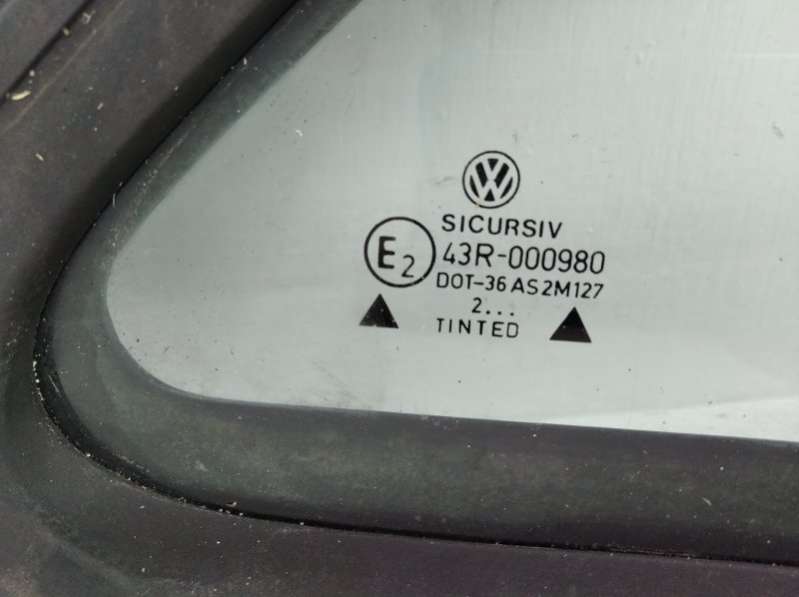 SICURSIV
E2 43R-000980
DOT-36 AS2M127
2...
TINTED